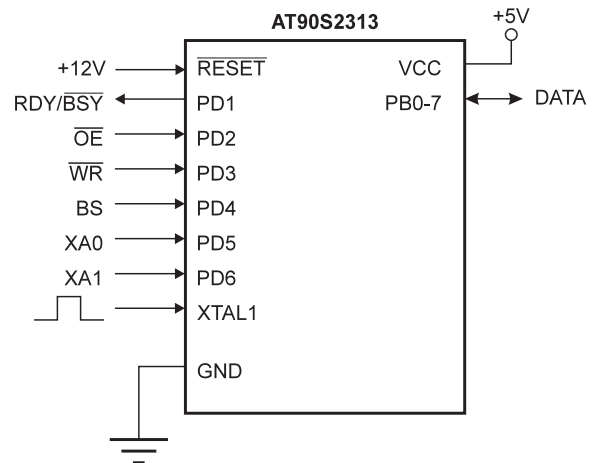 AT90S2313
+5V
+12V RESET VCC
RDY/BSY PD1 PB0-7 DATA
OE PD2
WR PD3
BS PD4
XA0 PD5
XA1 PD6
XTAL1
GND